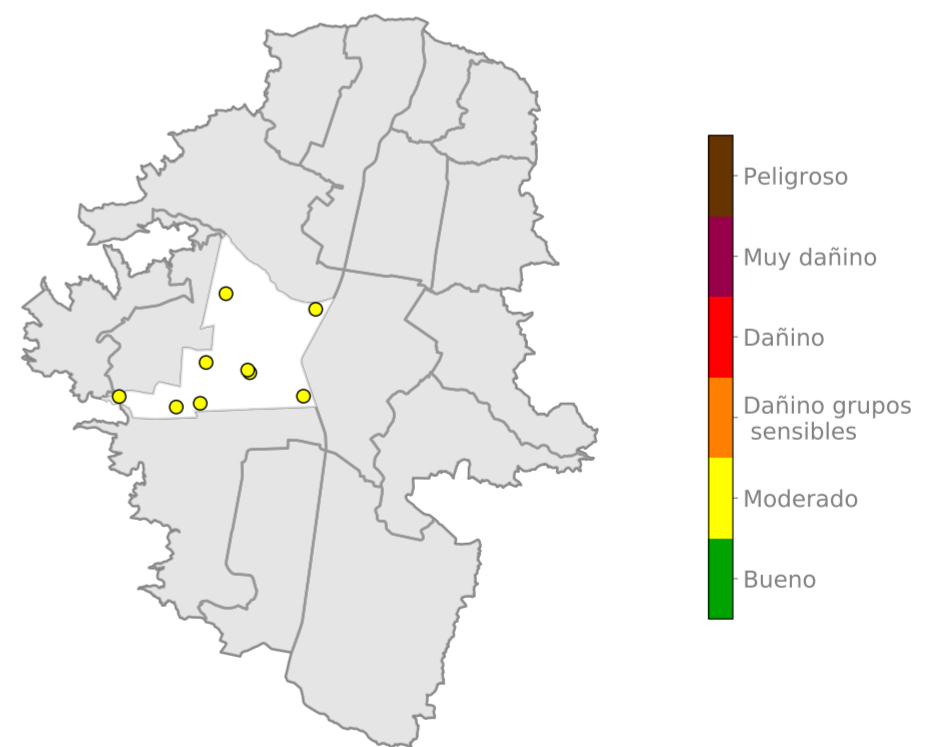 Peligroso
Muy dañino
Dañino
Dañino grupos
sensibles
Moderado
Bueno